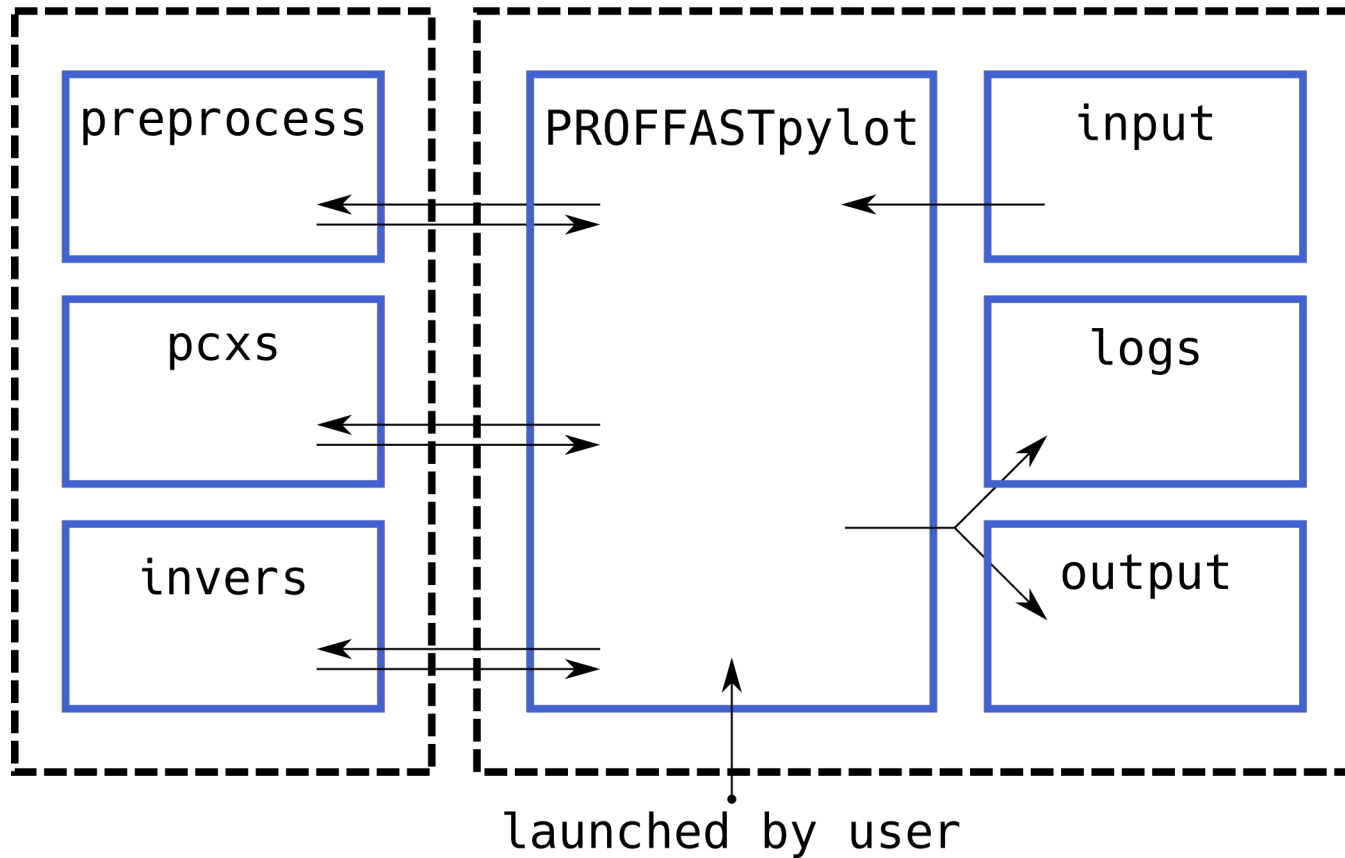 preprocess
pcxs
invers
PROFFASTpylot
input
logs
output
launched by user